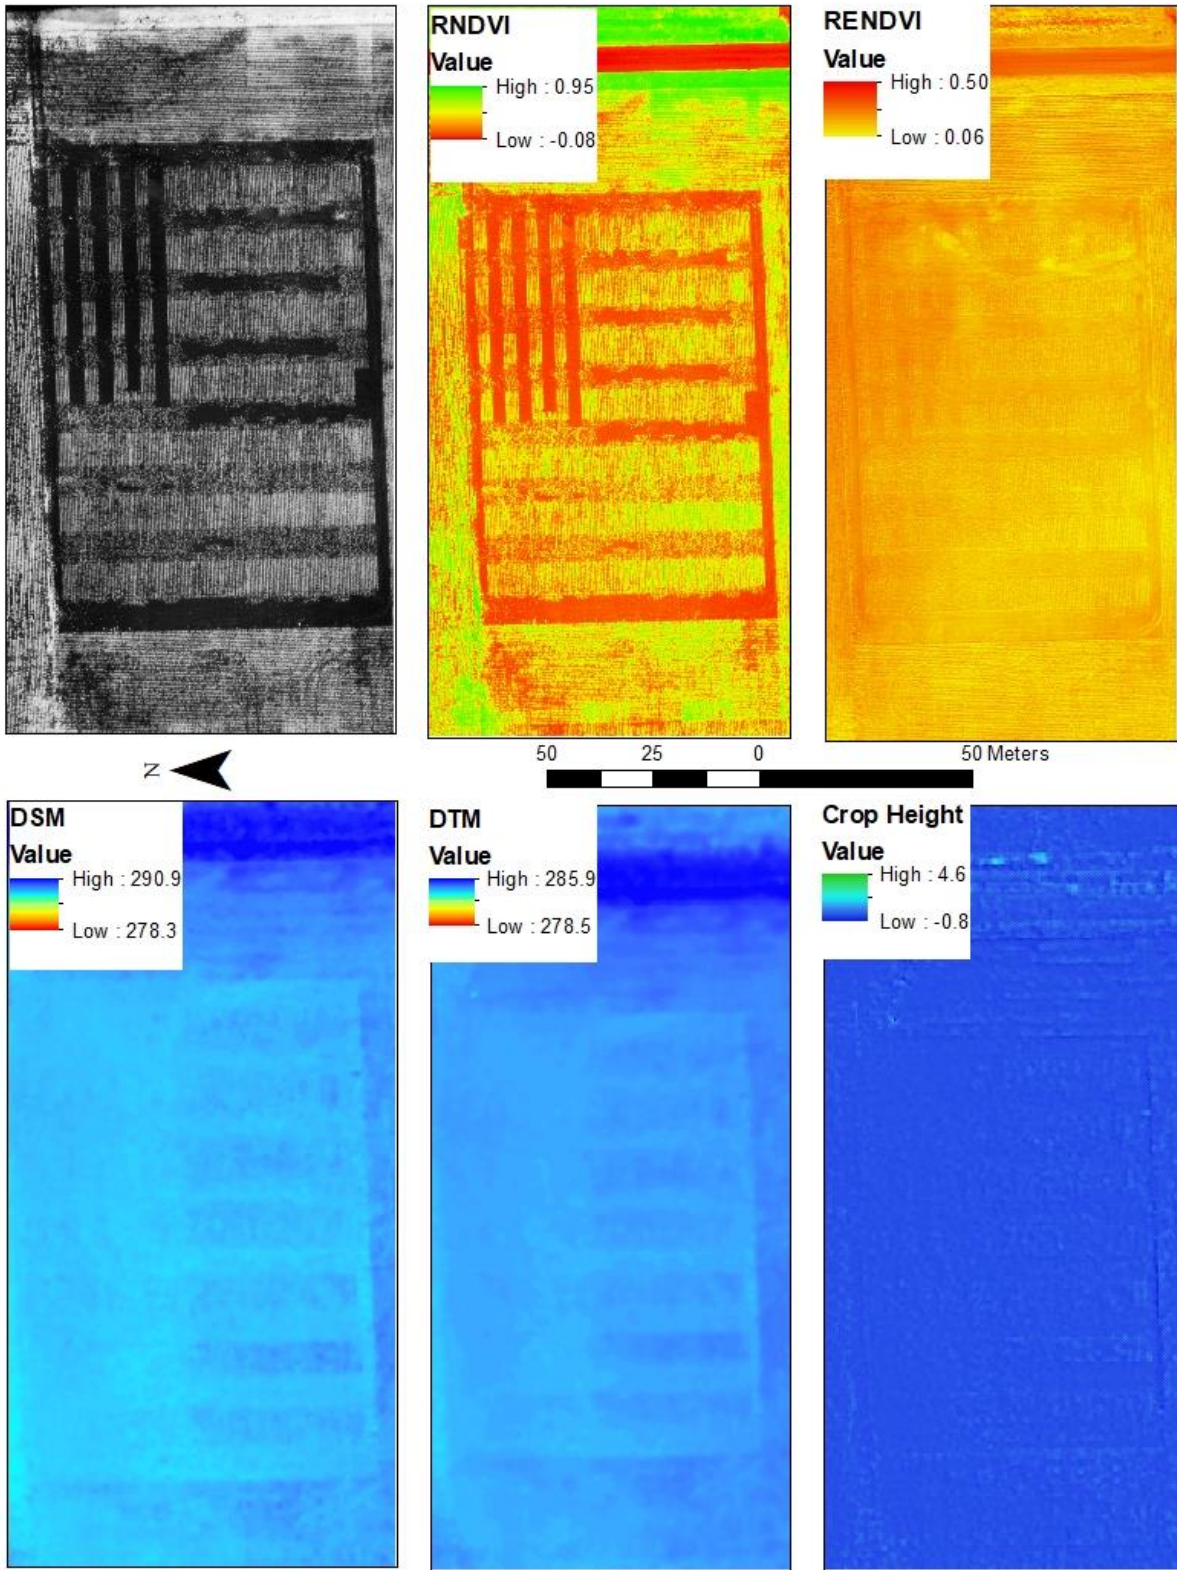 RNDVI
Value
High : 0.95
Low : -0.08
RENDVI
Value
High : 0.50
Low : 0.06
N
50 25 0 50 Meters
DSM
Value
High : 290.9
Low : 278.3
DTM
Value
High : 285.9
Low : 278.5
Crop Height
Value
High : 4.6
Low : -0.8